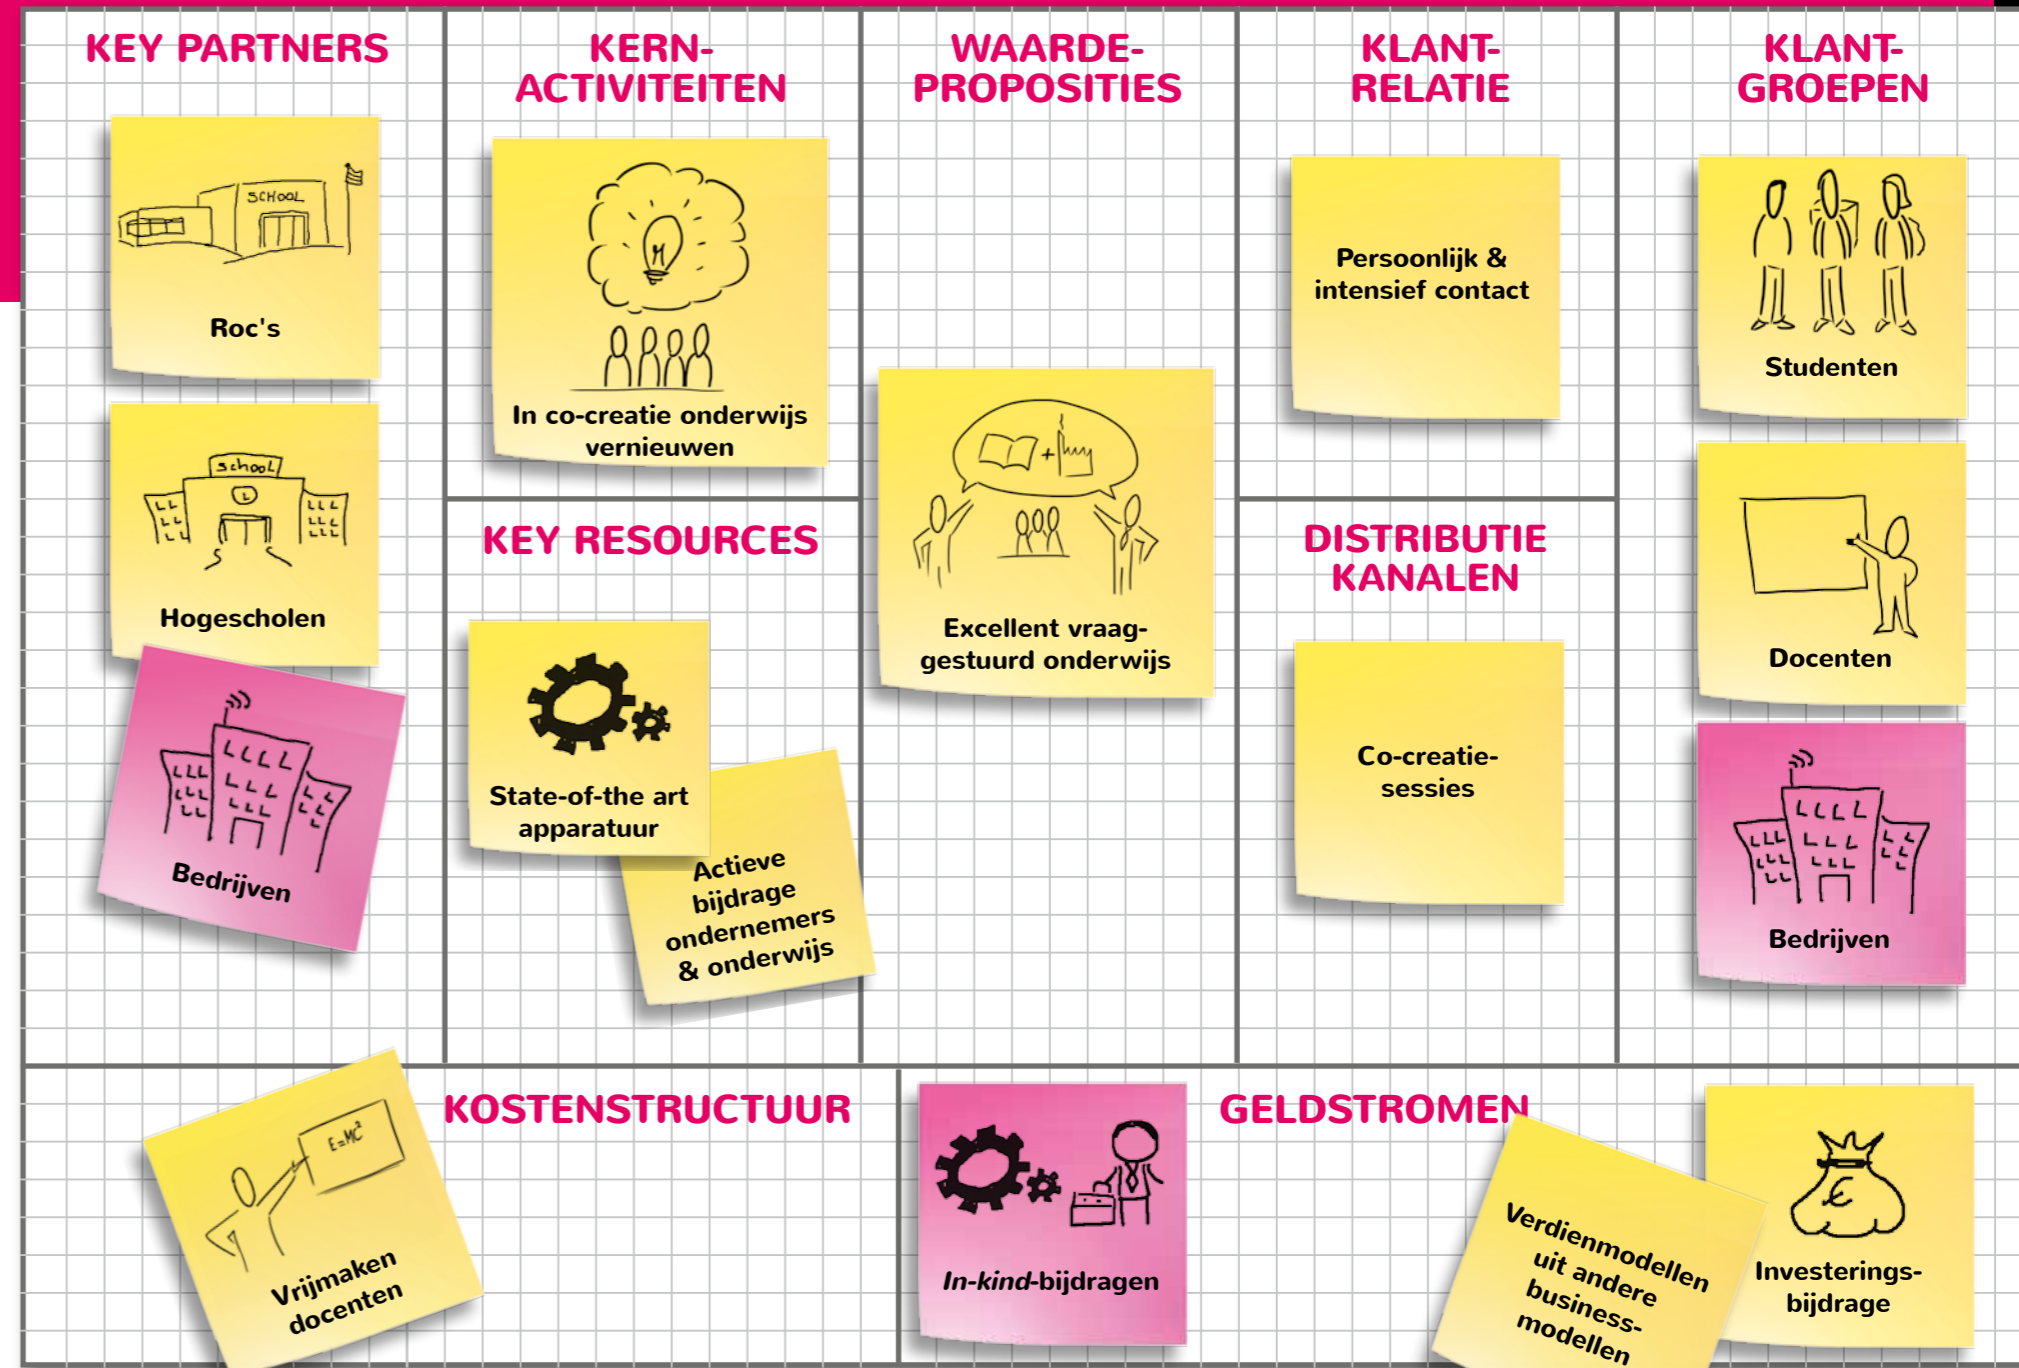 KEY PARTNERS
SCHOOL
Roc's
School
Hogescholen
Bedrijven
KERN-
ACTIVITEITEN
In co-creatie onderwijs
vernieuwen
KEY RESOURCES
State-of-the art
apparatuur
Actieve
bijdrage
ondernemers
& onderwijs
WAARDE-
PROPOSITIES
+
Excellent vraag-
gestuurd onderwijs
KLANT-
RELATIE
Persoonlijk &
intensief contact
DISTRIBUTIE
KANALEN
Co-creatie-
sessies
KLANT-
GROEPEN
Studenten
Docenten
Bedrijven
KOSTENSTRUCTUUR
E=MC²
Vrijmaken
docenten
GELDSTROMEN
In-kind-bijdragen
Verdienmodellen
uit andere
business-
modellen
€
Investerings-
bijdrage